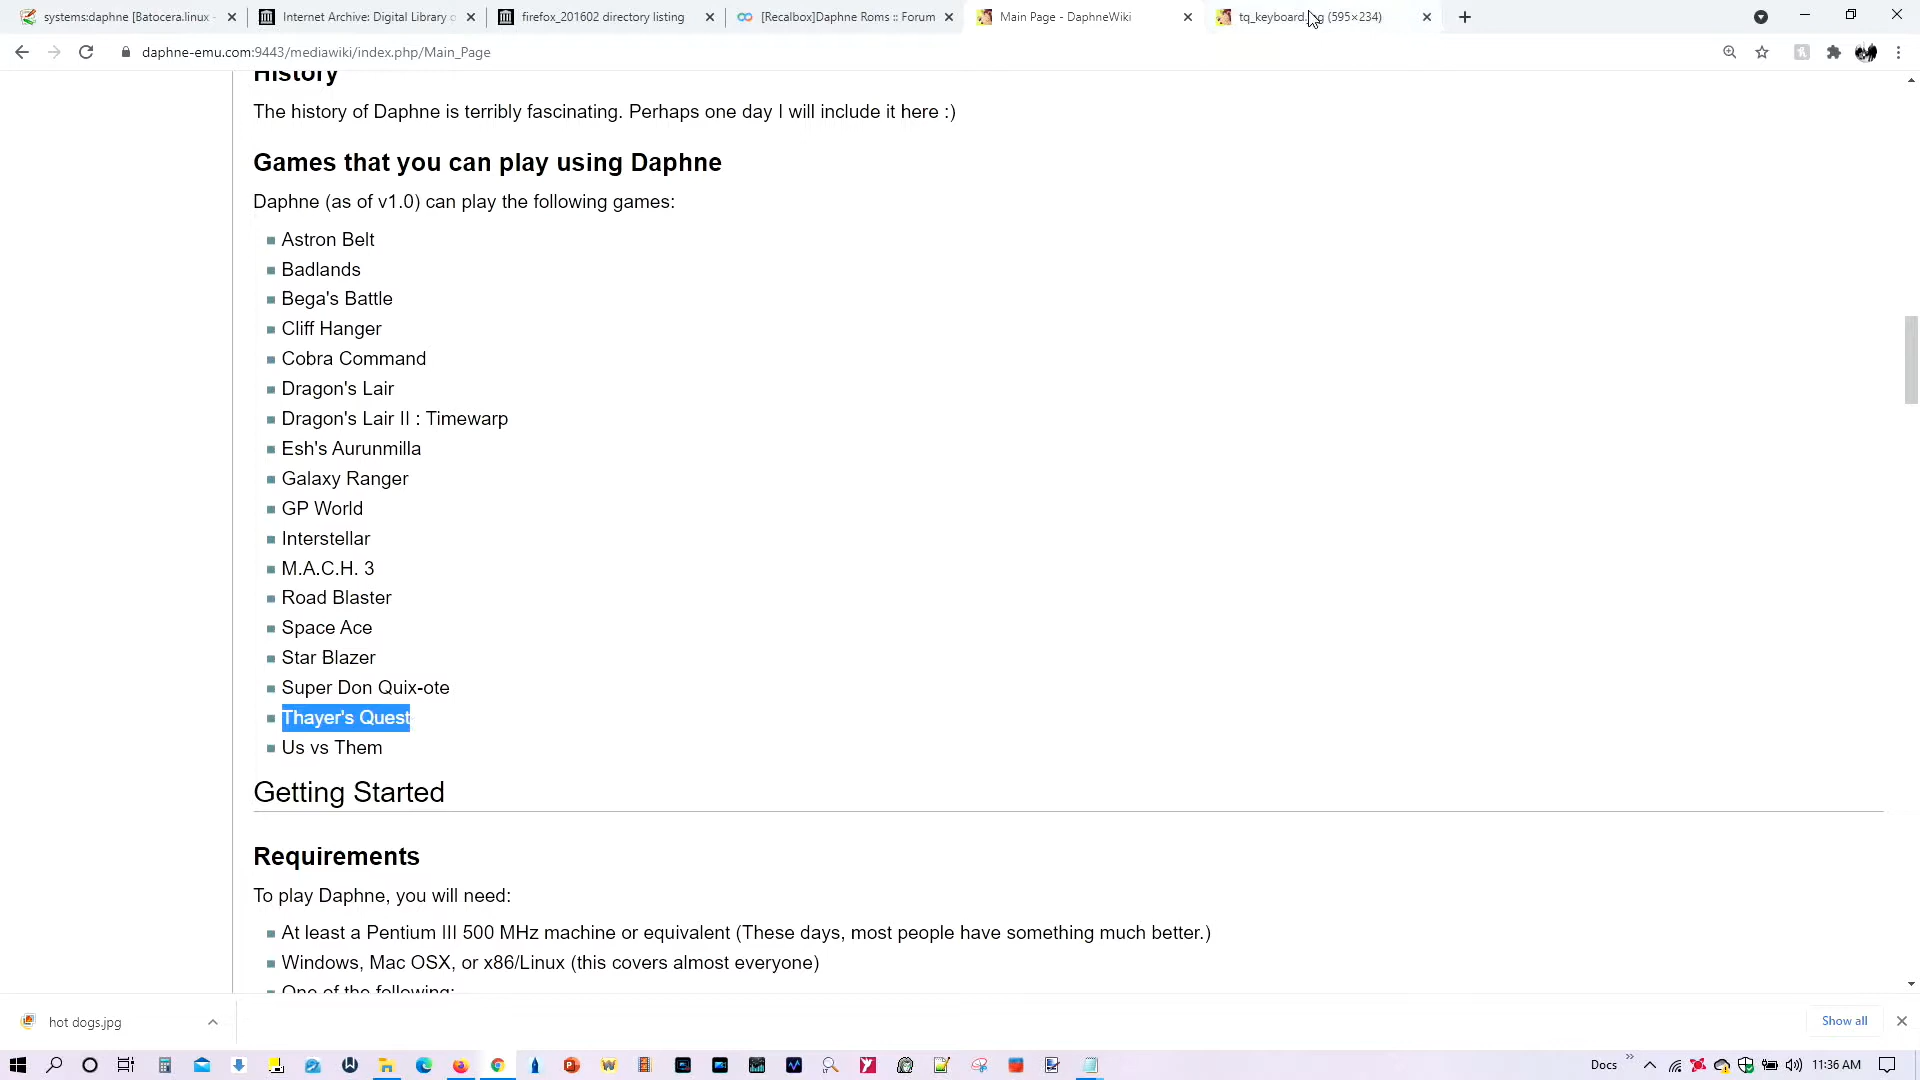 systems:daphne [Batocera.linux -
Internet Archive: Digital Library o
firefox_201602 directory listing
[Recalbox]Daphne Roms :: Forum
Main Page - DaphneWiki
(595×234)
daphne-emu.com:9443/mediawiki/index.php/Main_Page
History
The history of Daphne is terribly fascinating. Perhaps one day I will include it here :)
Games that you can play using Daphne
Daphne (as of v1.0) can play the following games:
Astron Belt
Badlands
Bega's Battle
Cliff Hanger
Cobra Command
Dragon's Lair
Dragon's Lair II : Timewarp
Esh's Aurunmilla
Galaxy Ranger
GP World
Interstellar
M.A.C.H. 3
Road Blaster
Space Ace
Star Blazer
Super Don Quix-ote
Thayer's Quest
Us vs Them
Getting Started
Requirements
To play Daphne, you will need:
At least a Pentium III 500 MHz machine or equivalent (These days, most people have something much better.)
Windows, Mac OSX, or x86/Linux (this covers almost everyone)
One of the following:
hot dogs.jpg
Show all
Docs
11:36 AM